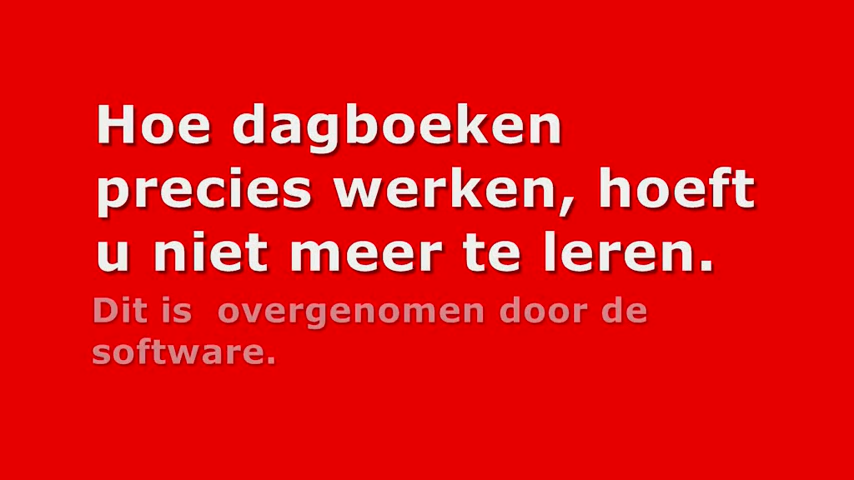 Hoe dagboeken
precies werken, hoeft
u niet meer te leren.
Dit is  overgenomen door de
software.